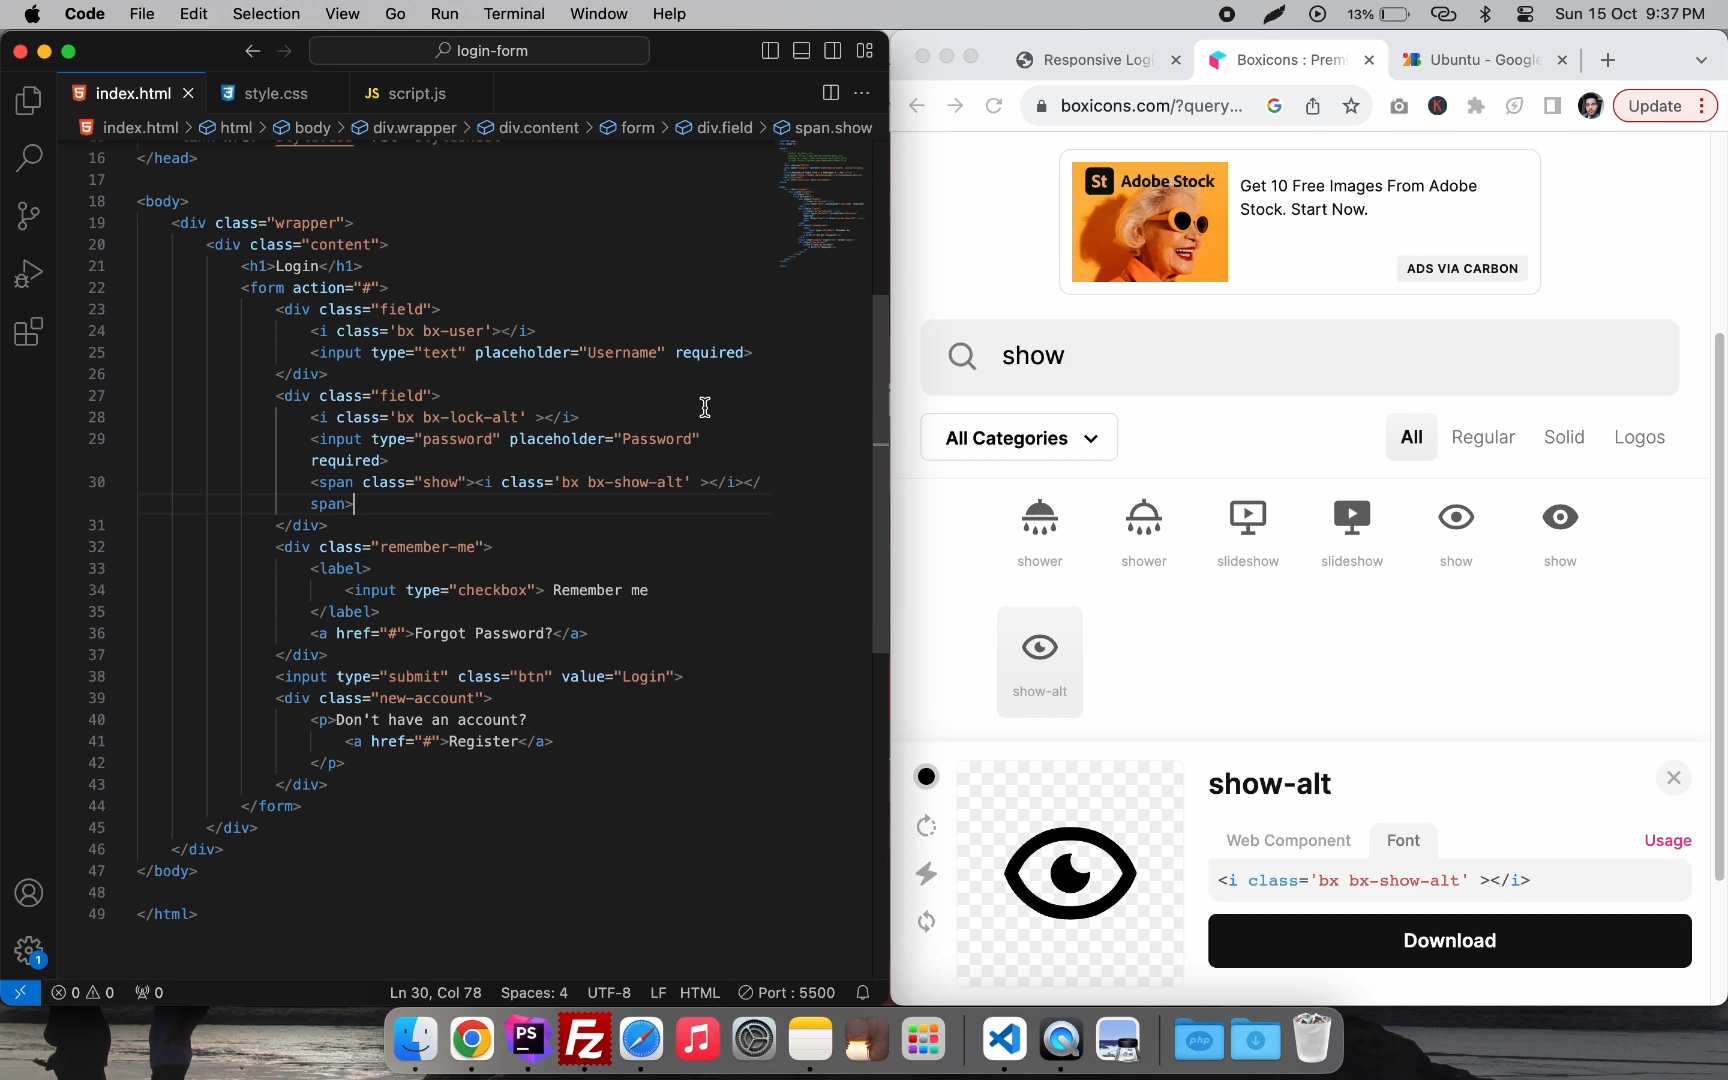 Code File Edit Selection View Go Run Terminal Window Help
13% Sun 15 Oct 9:37 PM
login-form
index.html style.css JS script.js
index.html > html > body > div.wrapper > div.content > form > div.field > span.show
16 </head>
17
18 <body>
19 <div class="wrapper">
20 <div class="content">
21 <h1>Login</h1>
22 <form action="#">
23 <div class="field">
24 <i class='bx bx-user'></i>
25 <input type="text" placeholder="Username" required>
26 </div>
27 <div class="field">
28 <i class='bx bx-lock-alt' ></i>
29 <input type="password" placeholder="Password"
required>
30 <span class="show"><i class='bx bx-show-alt' ></i></
span>
31 </div>
32 <div class="remember-me">
33 <label>
34 <input type="checkbox"> Remember me
35 </label>
36 <a href="#">Forgot Password?</a>
37 </div>
38 <input type="submit" class="btn" value="Login">
39 <div class="new-account">
40 <p>Don't have an account?
41 <a href="#">Register</a>
42 </p>
43 </div>
44 </form>
45 </div>
46 </div>
47 </body>
48
49 </html>
1
0 0 0 Ln 30, Col 78 Spaces: 4 UTF-8 LF HTML Port : 5500
Responsive Logi Boxicons : Premi Ubuntu - Google
boxicons.com/?query... Update
St Adobe Stock
Get 10 Free Images From Adobe
Stock. Start Now.
ADS VIA CARBON
show
All Categories All Regular Solid Logos
shower shower slideshow slideshow show show
show-alt
show-alt
Web Component Font Usage
<i class='bx bx-show-alt' ></i>
Download
PS
Fz
php